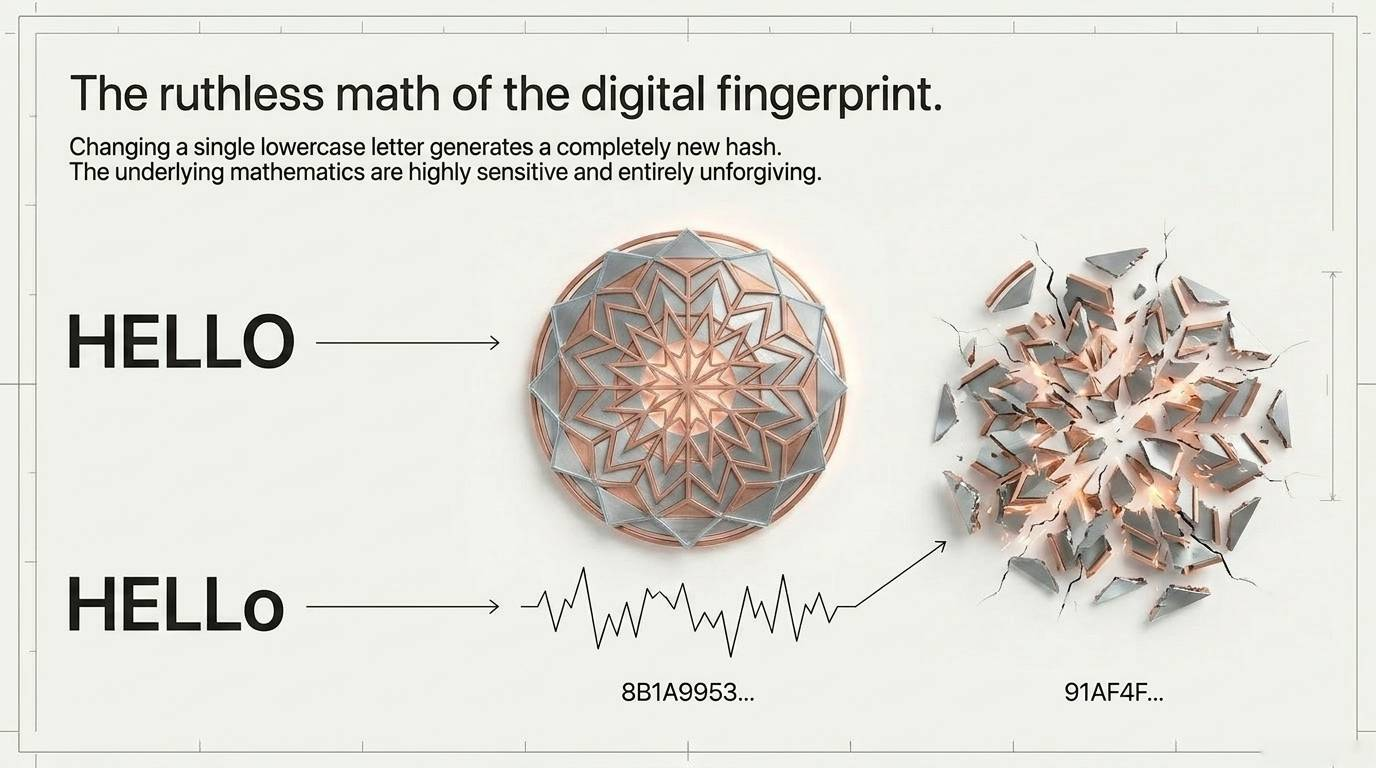 The ruthless math of the digital fingerprint.
Changing a single lowercase letter generates a completely new hash.
The underlying mathematics are highly sensitive and entirely unforgiving.
HELLO
HELLo
8B1A9953...
91AF4F...